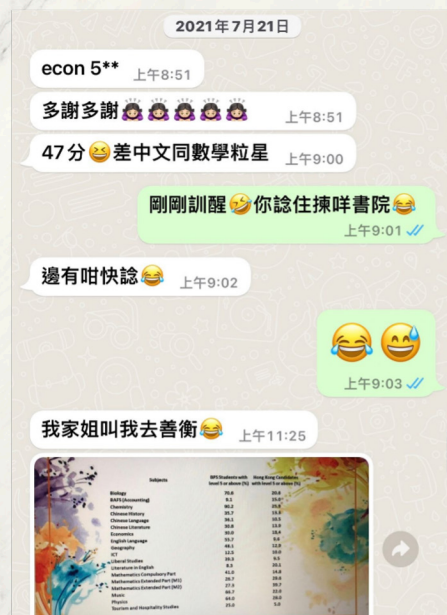 2021年7月21日
econ 5** 上午8:51
多謝多謝🙇🏻‍♀️🙇🏻‍♀️🙇🏻‍♀️🙇🏻‍♀️🙇🏻‍♀️ 上午8:51
47分😆差中文同數學粒星 上午9:00
剛剛訓醒🤣你諗住揀咩書院😂
上午9:01
邊有咁快諗😂 上午9:02
😂😅
上午9:03
我家姐叫我去善衡😂 上午11:25
Subjects
Biology
BAFS (Accounting)
Chemistry
Chinese History
Chinese Language
Chinese Literature
Economics
English Language
Geography
ICT
Liberal Studies
Literature in English
Mathematics Compulsory Part
Mathematics Extended Part (M1)
Mathematics Extended Part (M2)
Music
Physics
Tourism and Hospitality Studies